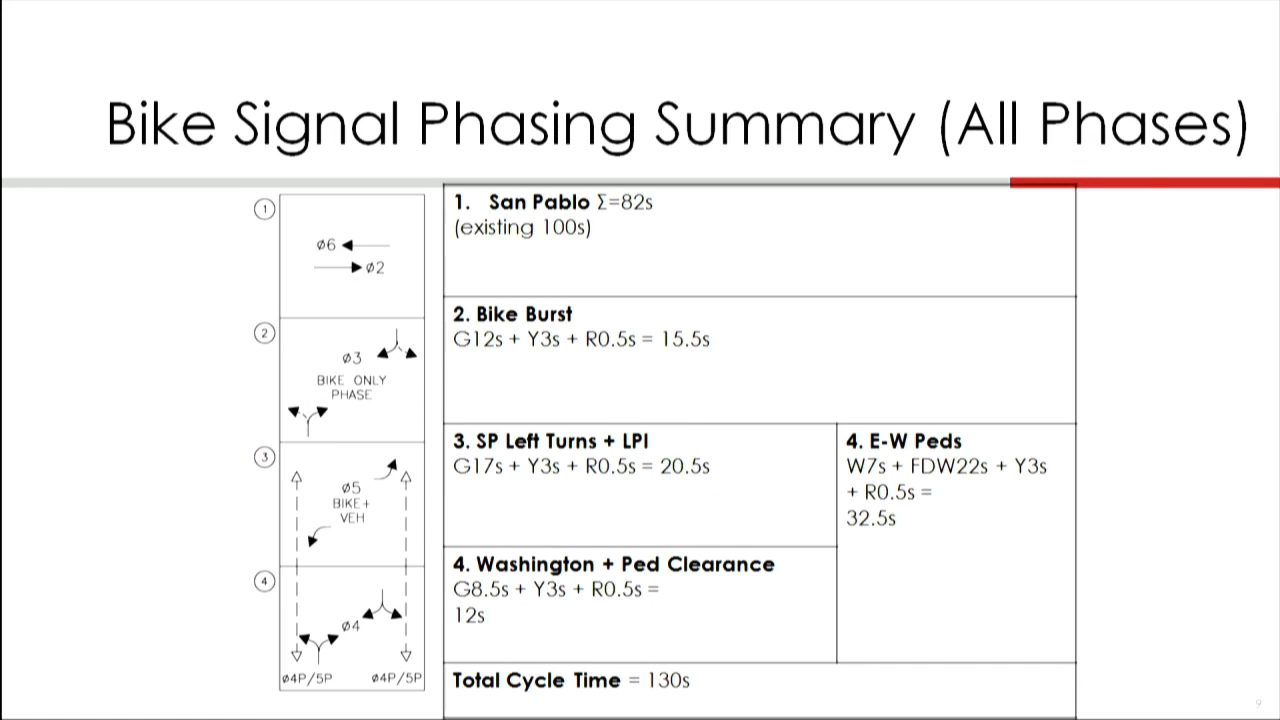 Bike Signal Phasing Summary (All Phases)
1
ø6
ø2
2
ø3
BIKE ONLY
PHASE
3
ø5
BIKE+
VEH
4
ø4
ø4P/5P
ø4P/5P
1. San Pablo Σ=82s
(existing 100s)
2. Bike Burst
G12s + Y3s + R0.5s = 15.5s
3. SP Left Turns + LPI
G17s + Y3s + R0.5s = 20.5s
4. E-W Peds
W7s + FDW22s + Y3s
+ R0.5s =
32.5s
4. Washington + Ped Clearance
G8.5s + Y3s + R0.5s =
12s
Total Cycle Time = 130s
9